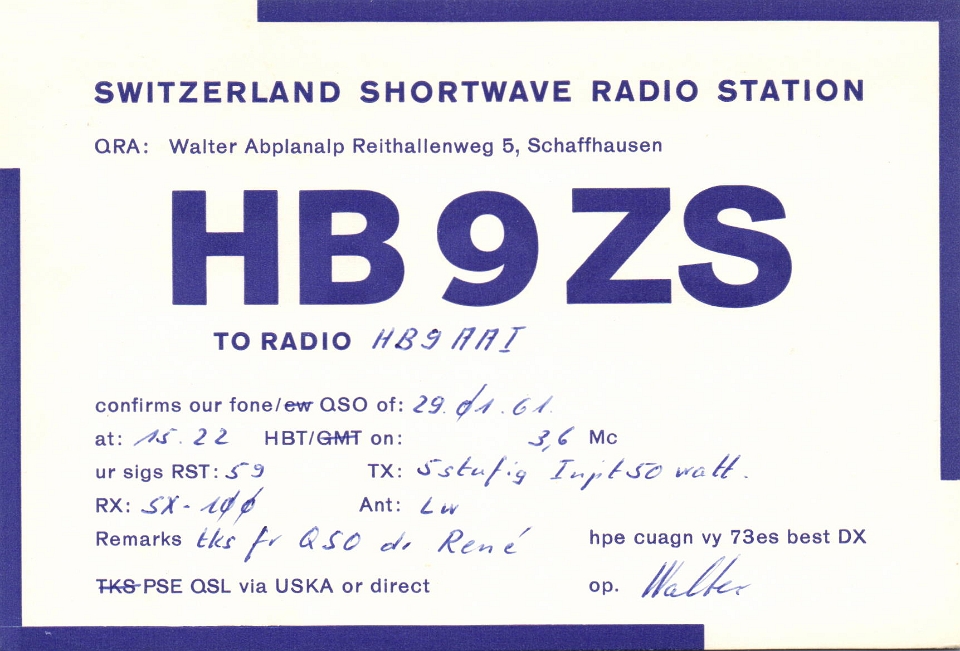 SWITZERLAND SHORTWAVE RADIO STATION
QRA: Walter Abplanalp Reithallenweg 5, Schaffhausen
HB9ZS
TO RADIO HB9AAI
confirms our fone/cw QSO of: 29.01.61.
at: 15.22 HBT/GMT on: 3,6 Mc
ur sigs RST: 59 TX: 5stufig Inpt 50 watt.
RX: SX-100 Ant: LW
Remarks tks fr QSO dr René hpe cuagn vy 73es best DX
TKS PSE QSL via USKA or direct op. Walter